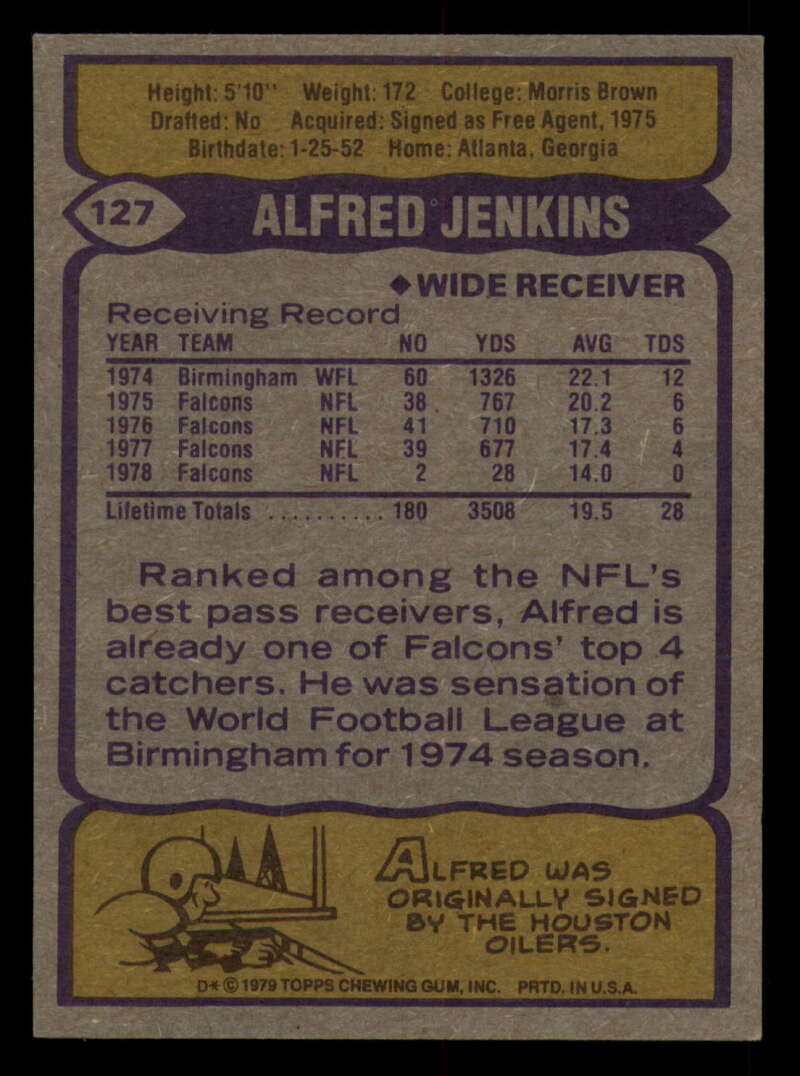 Height: 5'10" Weight: 172 College: Morris Brown
Drafted: No Acquired: Signed as Free Agent, 1975
Birthdate: 1-25-52 Home: Atlanta, Georgia
127 ALFRED JENKINS
◆WIDE RECEIVER
Receiving Record
YEAR TEAM NO YDS AVG TDS
1974 Birmingham WFL 60 1326 22.1 12
1975 Falcons NFL 38 767 20.2 6
1976 Falcons NFL 41 710 17.3 6
1977 Falcons NFL 39 677 17.4 4
1978 Falcons NFL 2 28 14.0 0
Lifetime Totals .......... 180 3508 19.5 28
Ranked among the NFL's
best pass receivers, Alfred is
already one of Falcons' top 4
catchers. He was sensation of
the World Football League at
Birmingham for 1974 season.
ALFRED WAS
ORIGINALLY SIGNED
BY THE HOUSTON
OILERS.
D* © 1979 TOPPS CHEWING GUM, INC. PRTD. IN U.S.A.